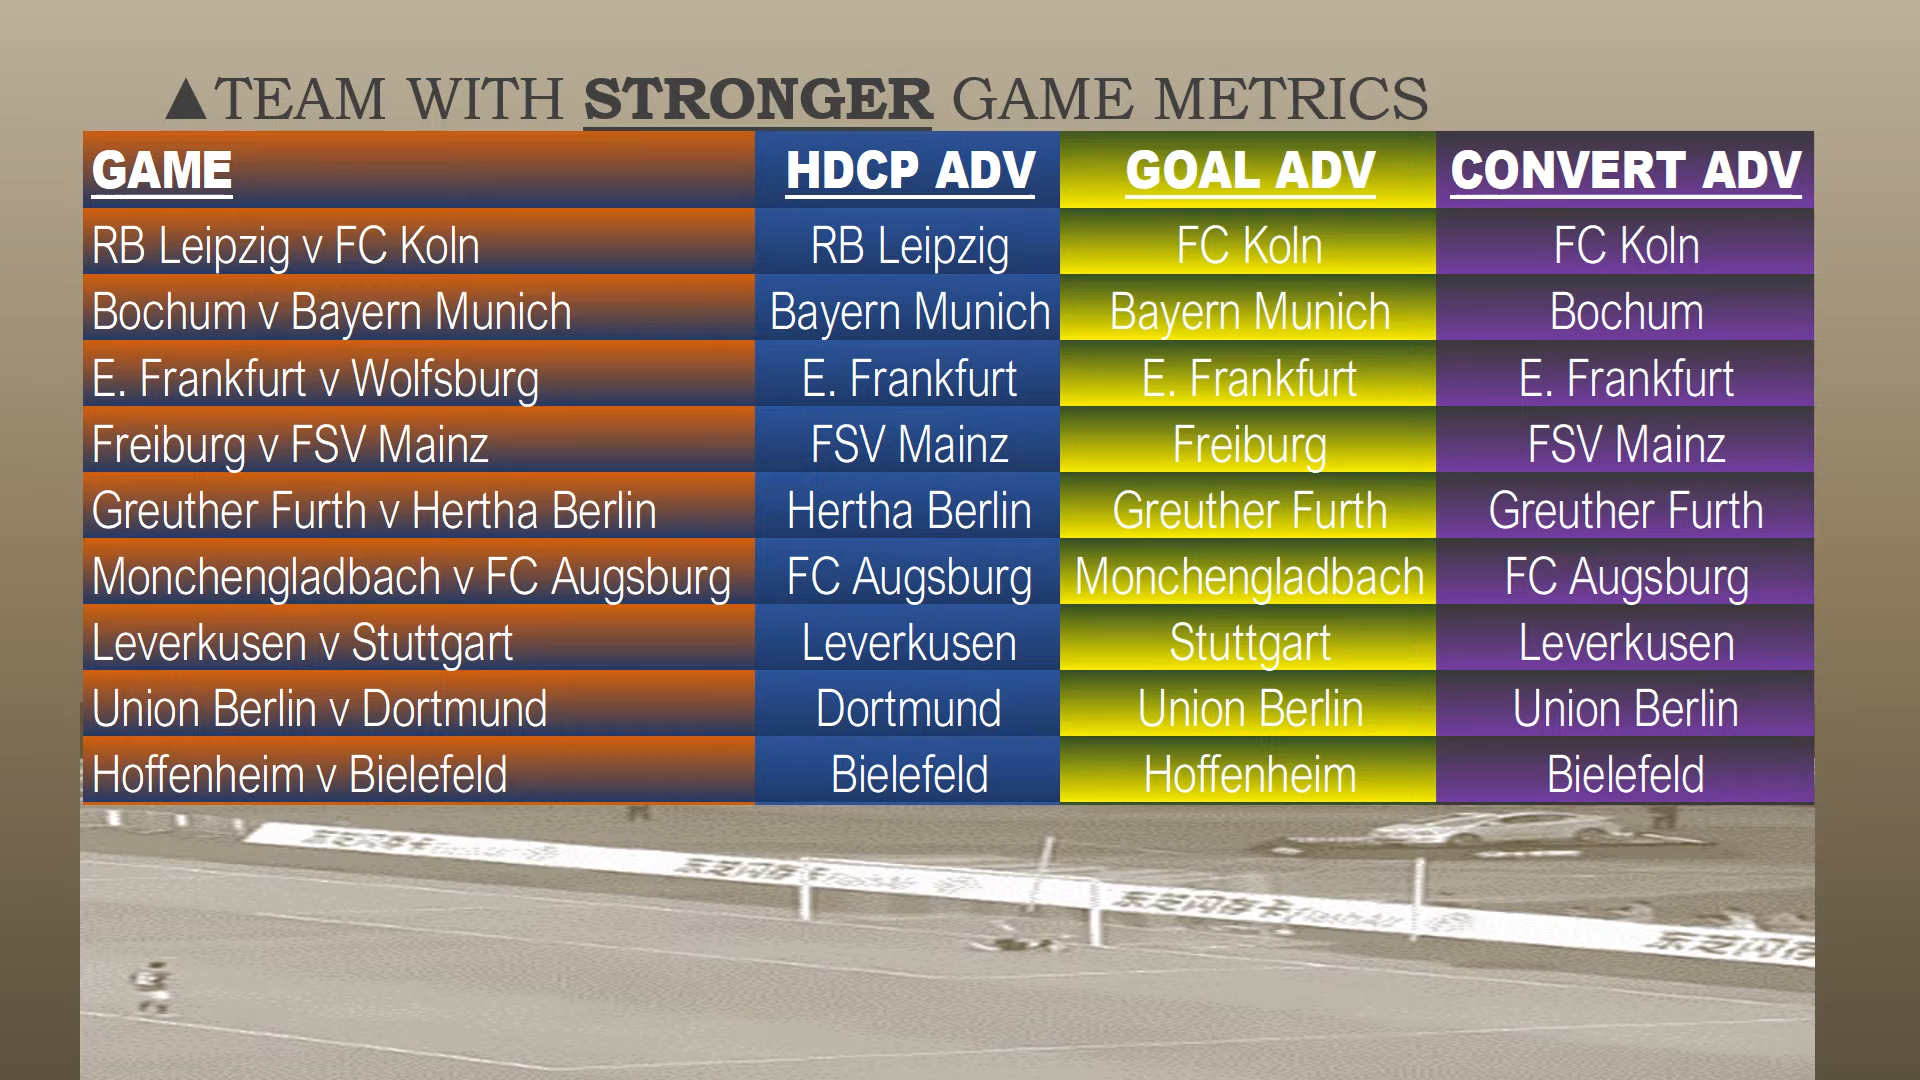 ▲TEAM WITH STRONGER GAME METRICS
GAME HDCP ADV GOAL ADV CONVERT ADV
RB Leipzig v FC Koln RB Leipzig FC Koln FC Koln
Bochum v Bayern Munich Bayern Munich Bayern Munich Bochum
E. Frankfurt v Wolfsburg E. Frankfurt E. Frankfurt E. Frankfurt
Freiburg v FSV Mainz FSV Mainz Freiburg FSV Mainz
Greuther Furth v Hertha Berlin Hertha Berlin Greuther Furth Greuther Furth
Monchengladbach v FC Augsburg FC Augsburg Monchengladbach FC Augsburg
Leverkusen v Stuttgart Leverkusen Stuttgart Leverkusen
Union Berlin v Dortmund Dortmund Union Berlin Union Berlin
Hoffenheim v Bielefeld Bielefeld Hoffenheim Bielefeld